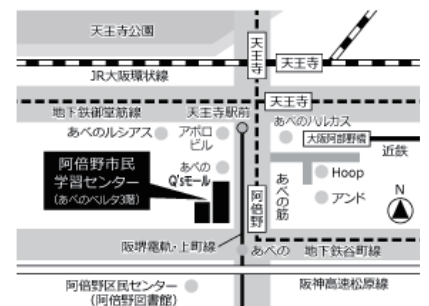 天王寺公園
天王寺
天王寺
JR大阪環状線
地下鉄御堂筋線
天王寺駅前
天王寺
あべのルシアス
アポロ
ビル
あべのハルカス
大阪阿部野橋
近鉄
阿倍野市民
学習センター
(あべのベルタ3階)
あべの
Q'sモール
阿倍野
あべの筋
Hoop
アンド
N
阪堺電軌・上町線
あべの
地下鉄谷町線
阿倍野区民センター
(阿倍野図書館)
阪神高速松原線